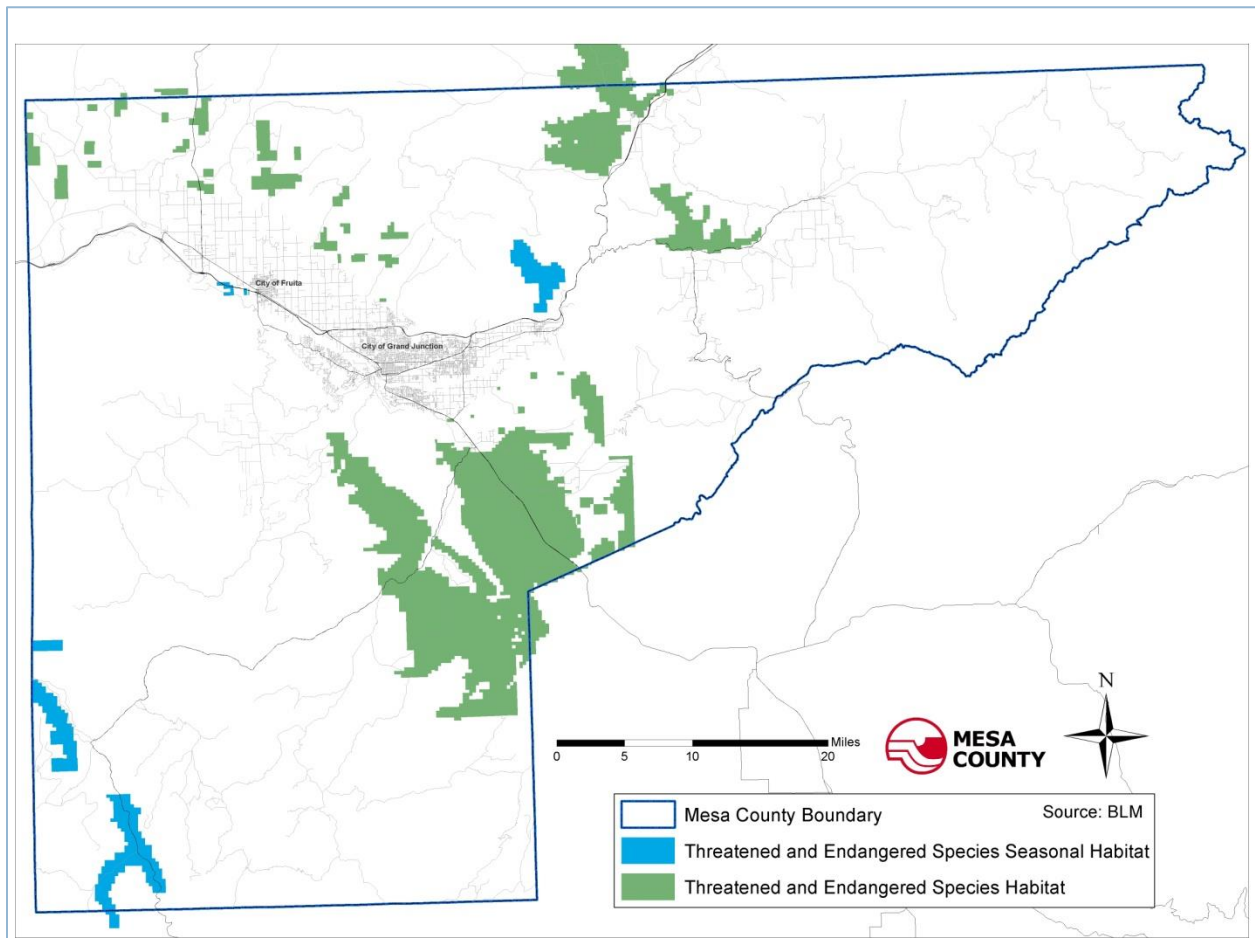 City of Fruita
City of Grand Junction
N
Miles
0 5 10 20
MESA
COUNTY
Mesa County Boundary
Source: BLM
Threatened and Endangered Species Seasonal Habitat
Threatened and Endangered Species Habitat